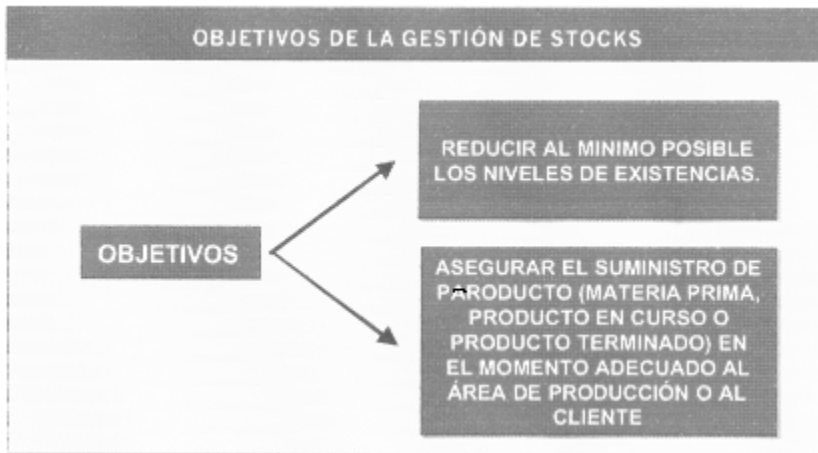 OBJETIVOS DE LA GESTIÓN DE STOCKS
REDUCIR AL MINIMO POSIBLE
LOS NIVELES DE EXISTENCIAS.
OBJETIVOS
ASEGURAR EL SUMINISTRO DE
PARODUCTO (MATERIA PRIMA,
PRODUCTO EN CURSO O
PRODUCTO TERMINADO) EN
EL MOMENTO ADECUADO AL
ÁREA DE PRODUCCIÓN O AL
CLIENTE